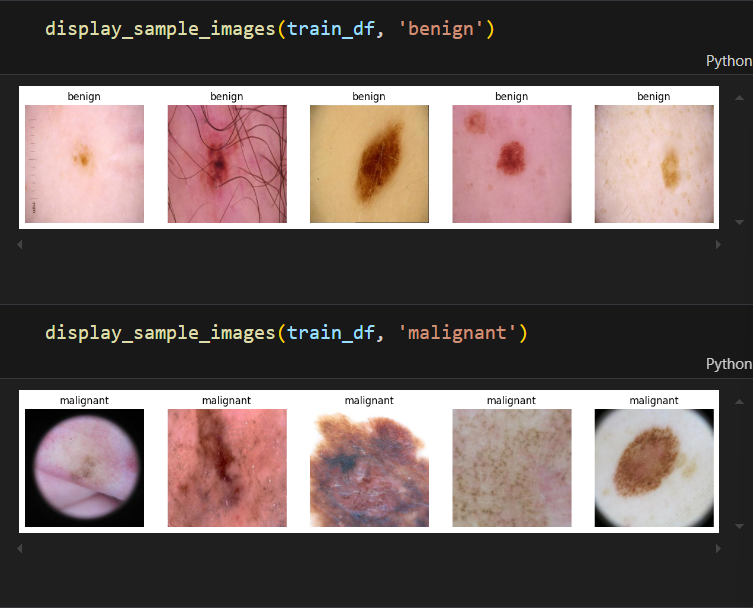 display_sample_images(train_df, 'benign')
Python
benign benign benign benign benign
display_sample_images(train_df, 'malignant')
Python
malignant malignant malignant malignant malignant